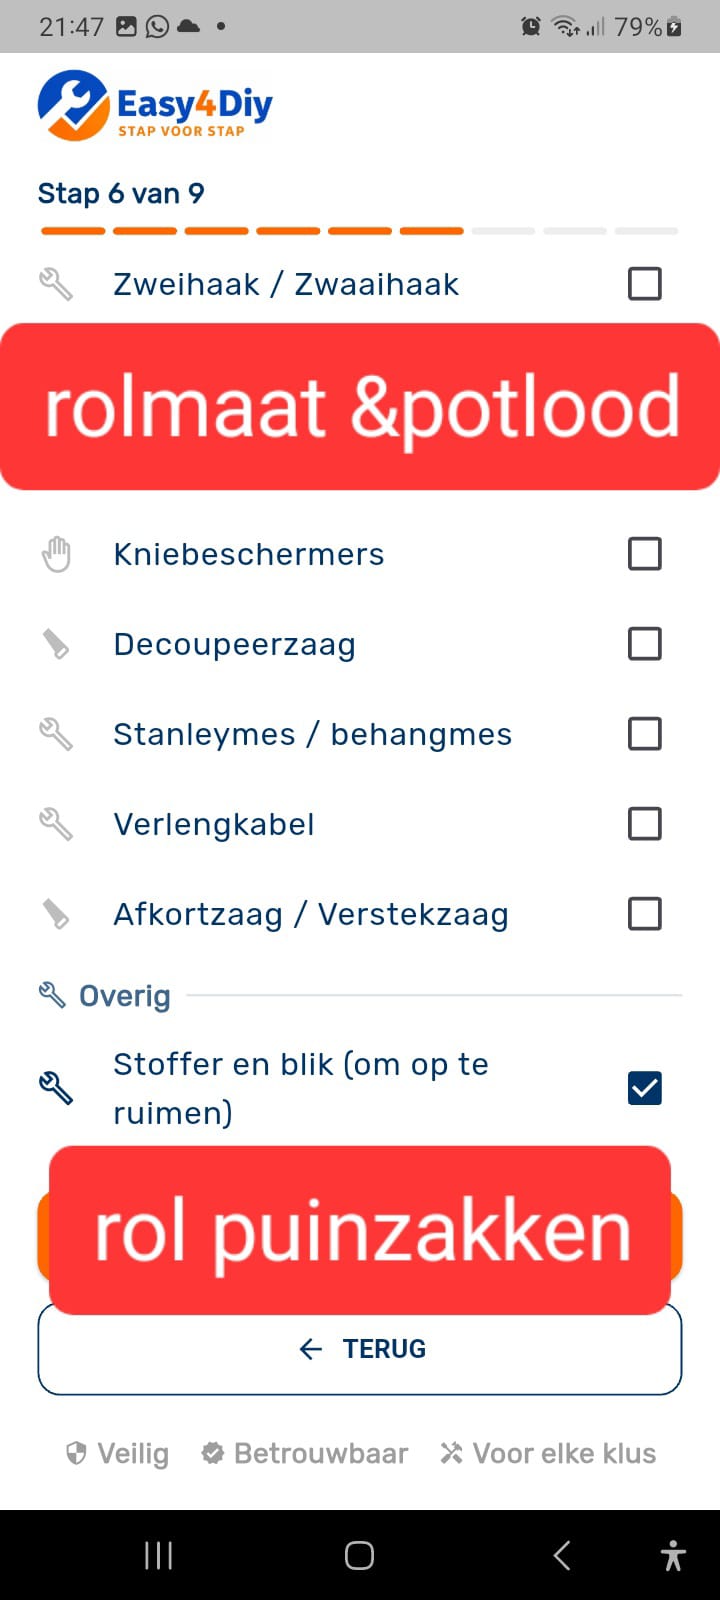 21:47
79%
Easy4Diy
STAP VOOR STAP
Stap 6 van 9
Zweihaak / Zwaaihaak
rolmaat &potlood
Kniebeschermers
Decoupeerzaag
Stanleymes / behangmes
Verlengkabel
Afkortzaag / Verstekzaag
Overig
Stoffer en blik (om op te
ruimen)
rol puinzakken
← TERUG
Veilig Betrouwbaar Voor elke klus